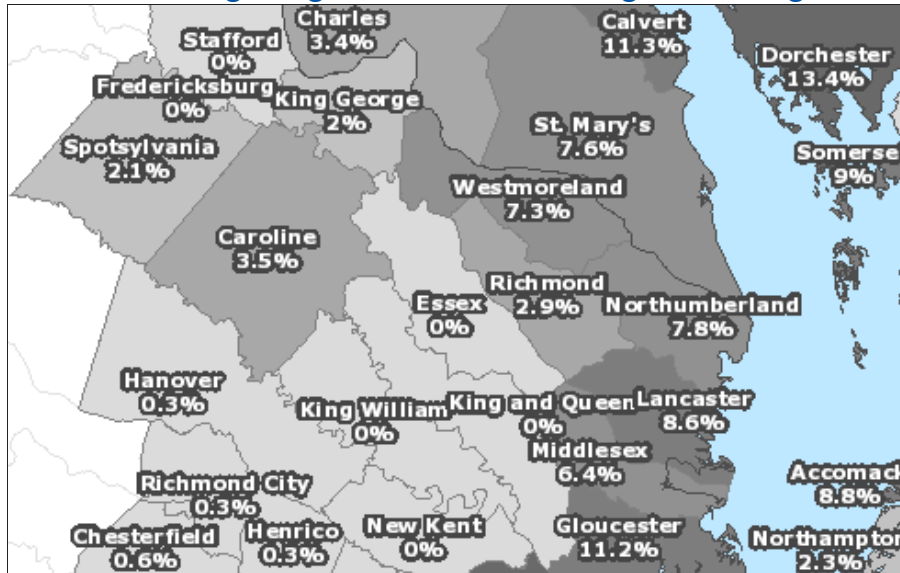 Charles
3.4%
Calvert
11.3%
Stafford
0%
Dorchester
13.4%
Fredericksburg
0%
King George
2%
St. Mary's
7.6%
Spotsylvania
2.1%
Somerse
9%
Westmoreland
7.3%
Caroline
3.5%
Richmond
2.9%
Essex
0%
Northumberland
7.8%
Hanover
0.3%
King William
0%
King and Queen
0%
Lancaster
8.6%
Middlesex
6.4%
Richmond City
0.3%
Accomack
8.8%
Chesterfield
0.6%
Henrico
0.3%
New Kent
0%
Gloucester
11.2%
Northampton
2.3%